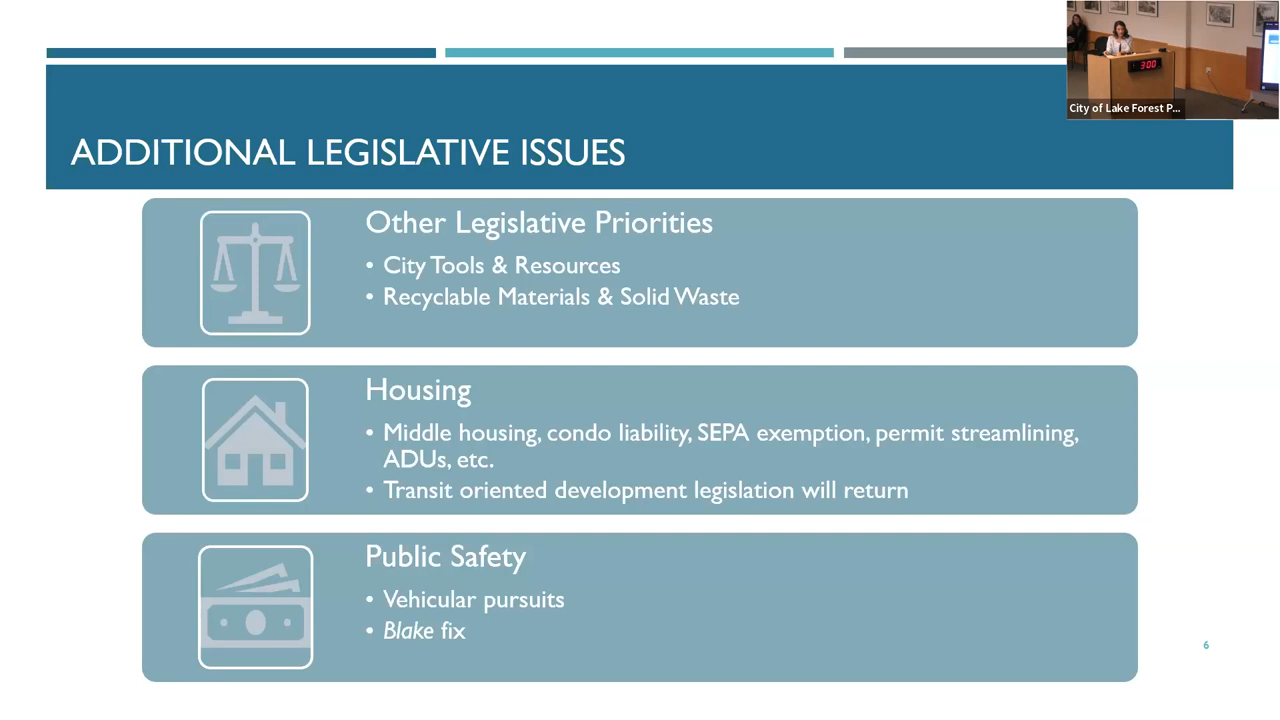 3:00
City of Lake Forest P...
ADDITIONAL LEGISLATIVE ISSUES
Other Legislative Priorities
• City Tools & Resources
• Recyclable Materials & Solid Waste
Housing
• Middle housing, condo liability, SEPA exemption, permit streamlining,
ADUs, etc.
• Transit oriented development legislation will return
Public Safety
• Vehicular pursuits
• Blake fix
6